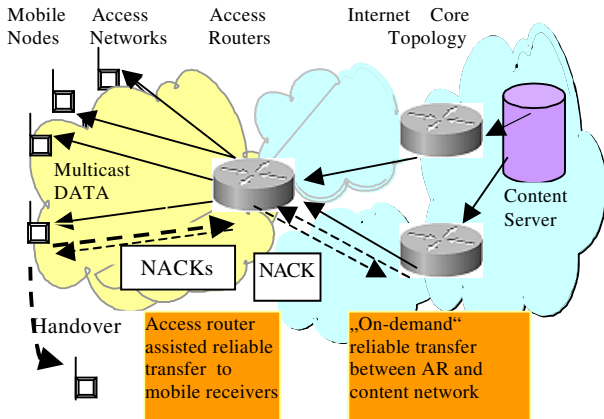 Mobile Nodes
Access Networks
Access Routers
Internet Core Topology
Multicast DATA
Content Server
NACKs
NACK
Handover
Access router
assisted reliable
transfer to
mobile receivers
„On-demand“
reliable transfer
between AR and
content network